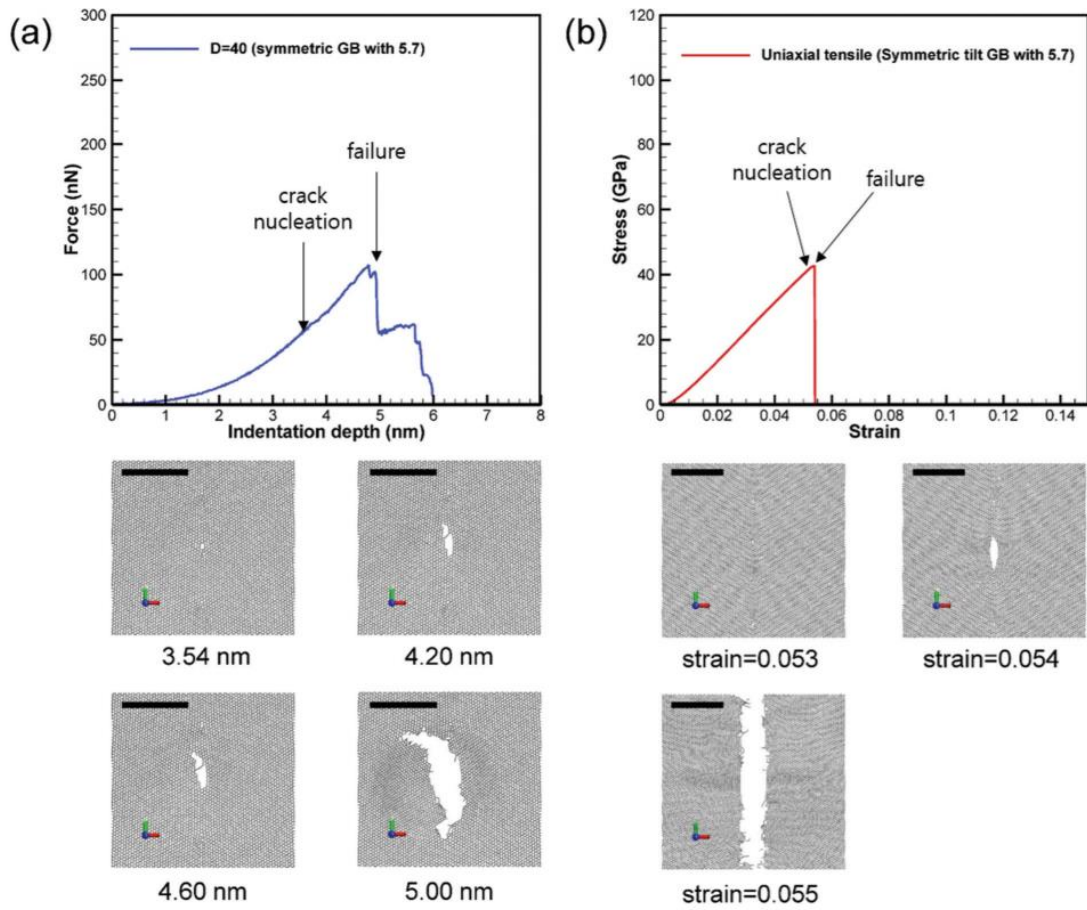 (a)
300
250
200
150
100
50
0
Force (nN)
D=40 (symmetric GB with 5.7)
failure
crack
nucleation
0 1 2 3 4 5 6 7 8
Indentation depth (nm)
3.54 nm
4.20 nm
4.60 nm
5.00 nm
(b)
120
100
80
60
40
20
0
Stress (GPa)
Uniaxial tensile (Symmetric tilt GB with 5.7)
crack
nucleation
failure
0 0.02 0.04 0.06 0.08 0.1 0.12 0.14
Strain
strain=0.053
strain=0.054
strain=0.055